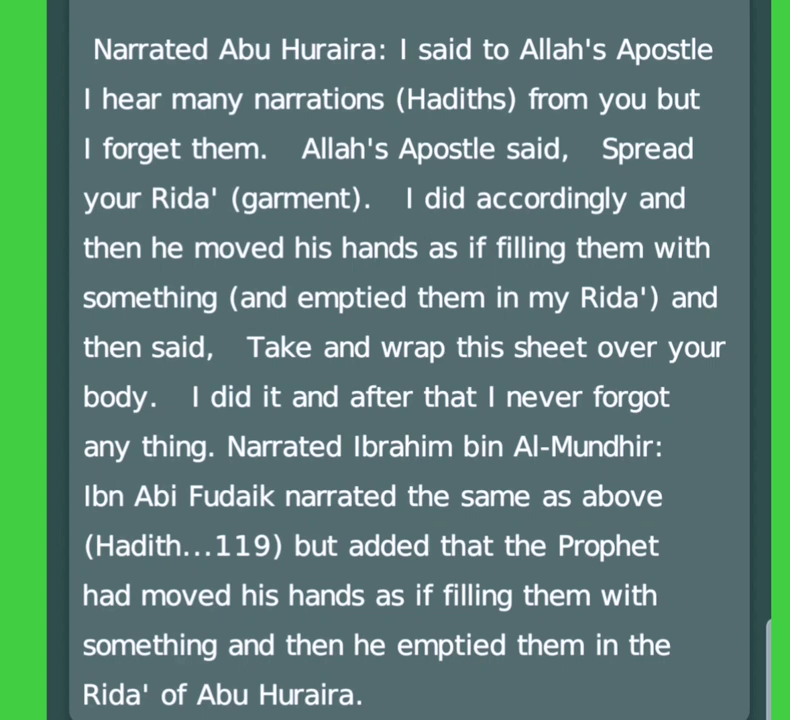 Narrated Abu Huraira: I said to Allah's Apostle
I hear many narrations (Hadiths) from you but
I forget them.   Allah's Apostle said,   Spread
your Rida' (garment).   I did accordingly and
then he moved his hands as if filling them with
something (and emptied them in my Rida') and
then said,   Take and wrap this sheet over your
body.   I did it and after that I never forgot
any thing. Narrated Ibrahim bin Al-Mundhir:
Ibn Abi Fudaik narrated the same as above
(Hadith...119) but added that the Prophet
had moved his hands as if filling them with
something and then he emptied them in the
Rida' of Abu Huraira.